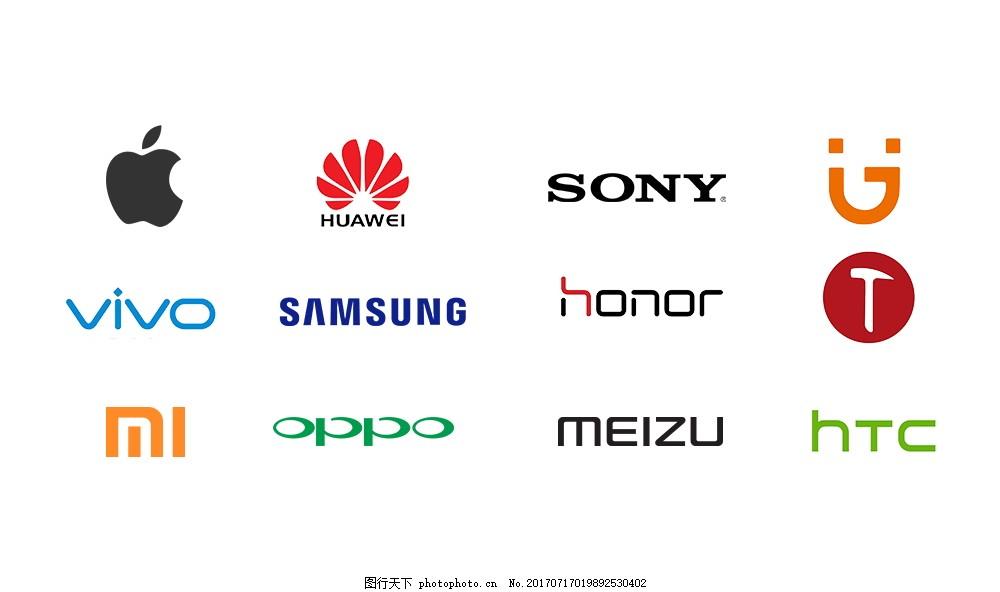 HUAWEI
SONY
vivo
SAMSUNG
honor
T
MI
oppo
MEIZU
hTC
图行天下 photophoto.cn No.20170717019892530402